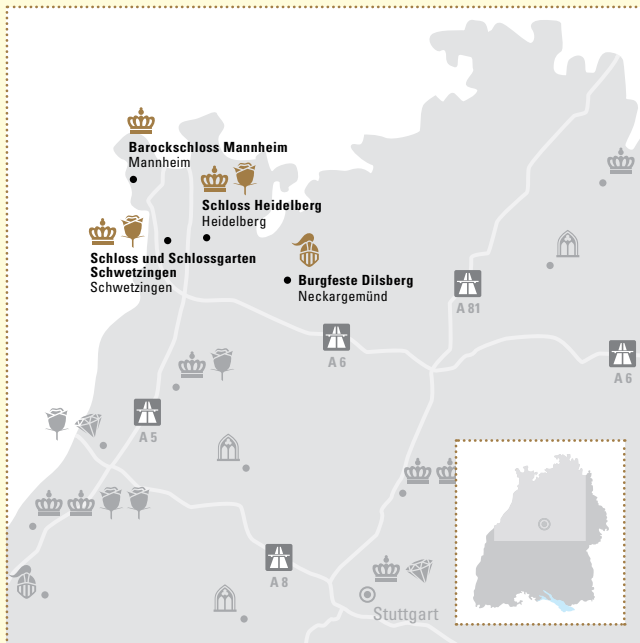 Barockschloss Mannheim
Mannheim
Schloss Heidelberg
Heidelberg
Schloss und Schlossgarten
Schwetzingen
Schwetzingen
Burgfeste Dilsberg
Neckargemünd
A 81
A 6
A 6
A 5
A 8
Stuttgart